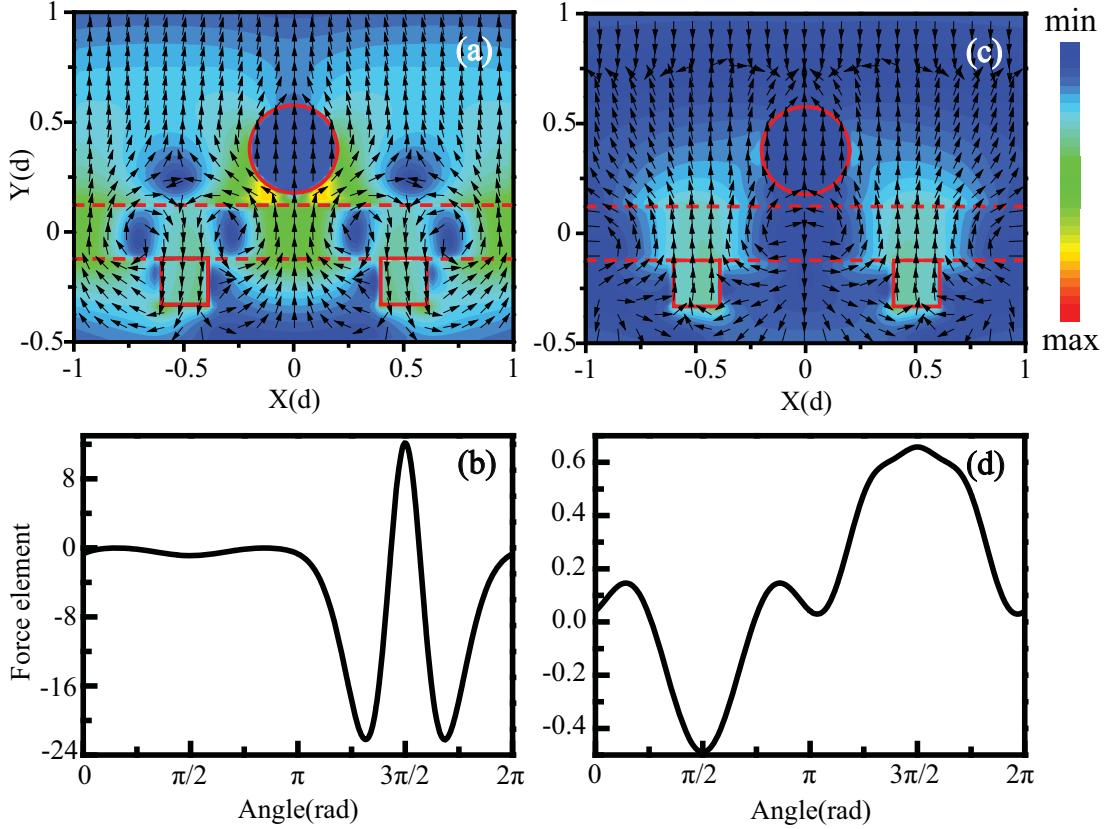 (a)
1
0.5
0
-0.5
Y(d)
-1
-0.5
0
0.5
1
X(d)
(c)
1
0.5
0
-0.5
-1
-0.5
0
0.5
1
X(d)
min
max
(b)
8
0
-8
-16
-24
Force element
0
π/2
π
3π/2
2π
Angle(rad)
(d)
0.6
0.4
0.2
0.0
-0.2
-0.4
0
π/2
π
3π/2
2π
Angle(rad)